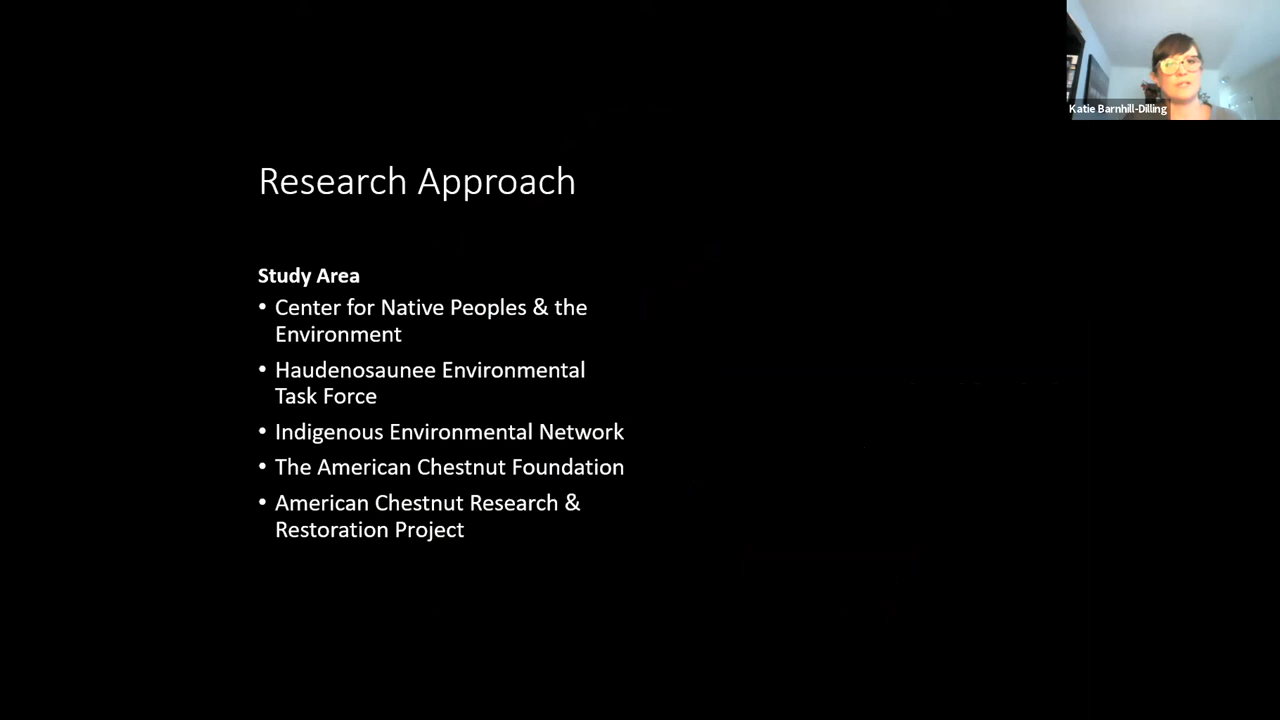 Katie Barnhill-Dilling
Research Approach
Study Area
• Center for Native Peoples & the
Environment
• Haudenosaunee Environmental
Task Force
• Indigenous Environmental Network
• The American Chestnut Foundation
• American Chestnut Research &
Restoration Project